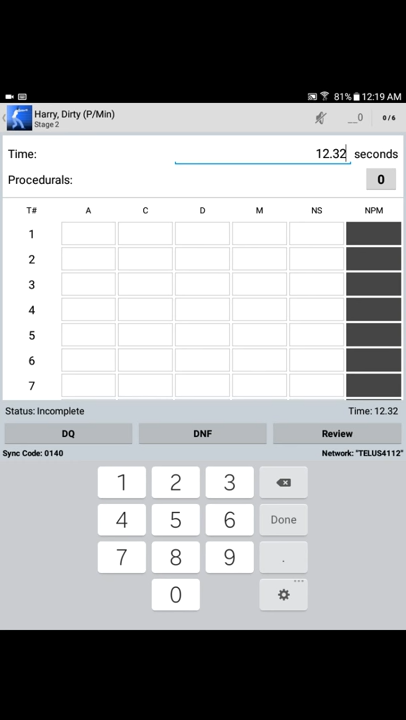 81% 12:19 AM
Harry, Dirty (P/Min)
Stage 2
__0
0/6
Time: 12.32 seconds
Procedurals: 0
T# A C D M NS NPM
1
2
3
4
5
6
7
Status: Incomplete Time: 12.32
DQ DNF Review
Sync Code: 0140 Network: "TELUS4112"
1 2 3
4 5 6 Done
7 8 9 .
0 ...